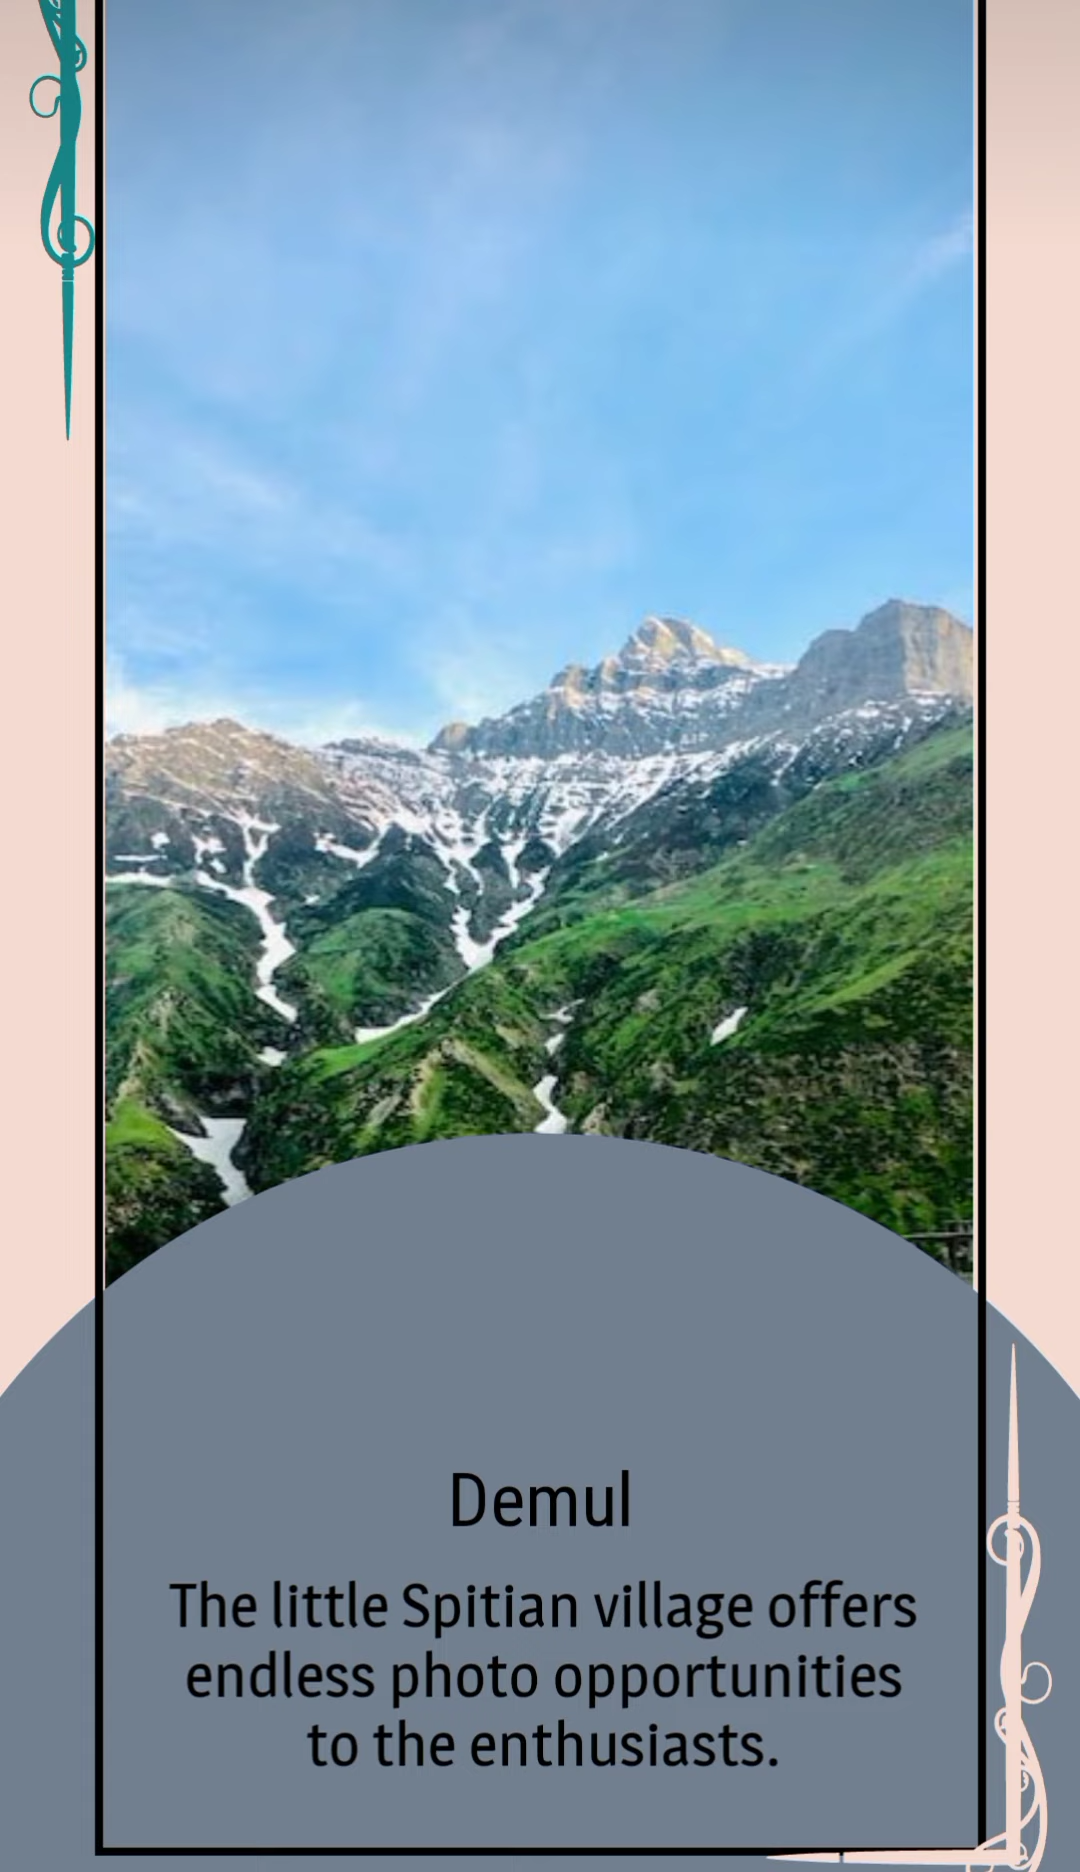 Demul
The little Spitian village offers
endless photo opportunities
to the enthusiasts.